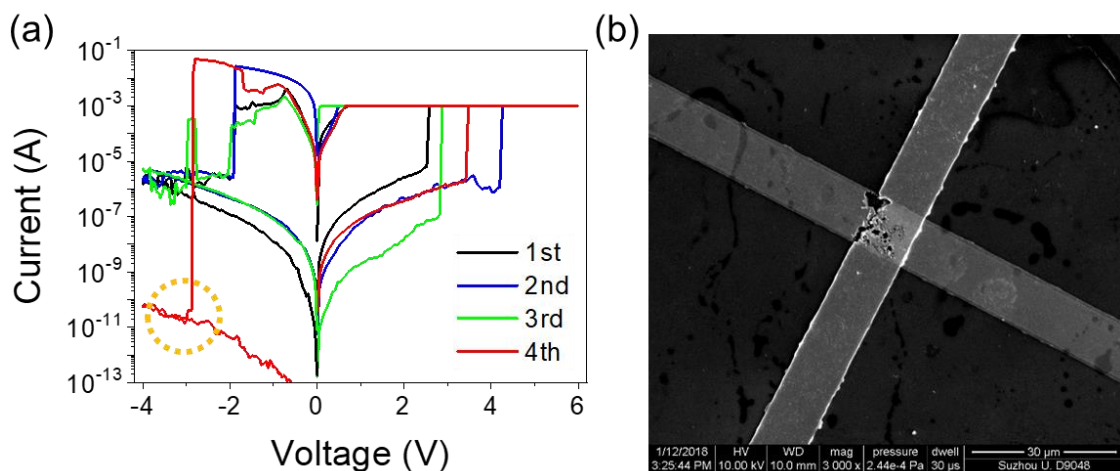 (a)
Current (A)
10-1
10-3
10-5
10-7
10-9
10-11
10-13
-4
-2
0
2
4
6
Voltage (V)
1st
2nd
3rd
4th
(b)
1/12/2018
3:25:44 PM
HV
10.00 kV
WD
10.0 mm
mag
3 000 x
pressure
2.44e-4 Pa
dwell
30 µs
30 µm
Suzhou U. D9048